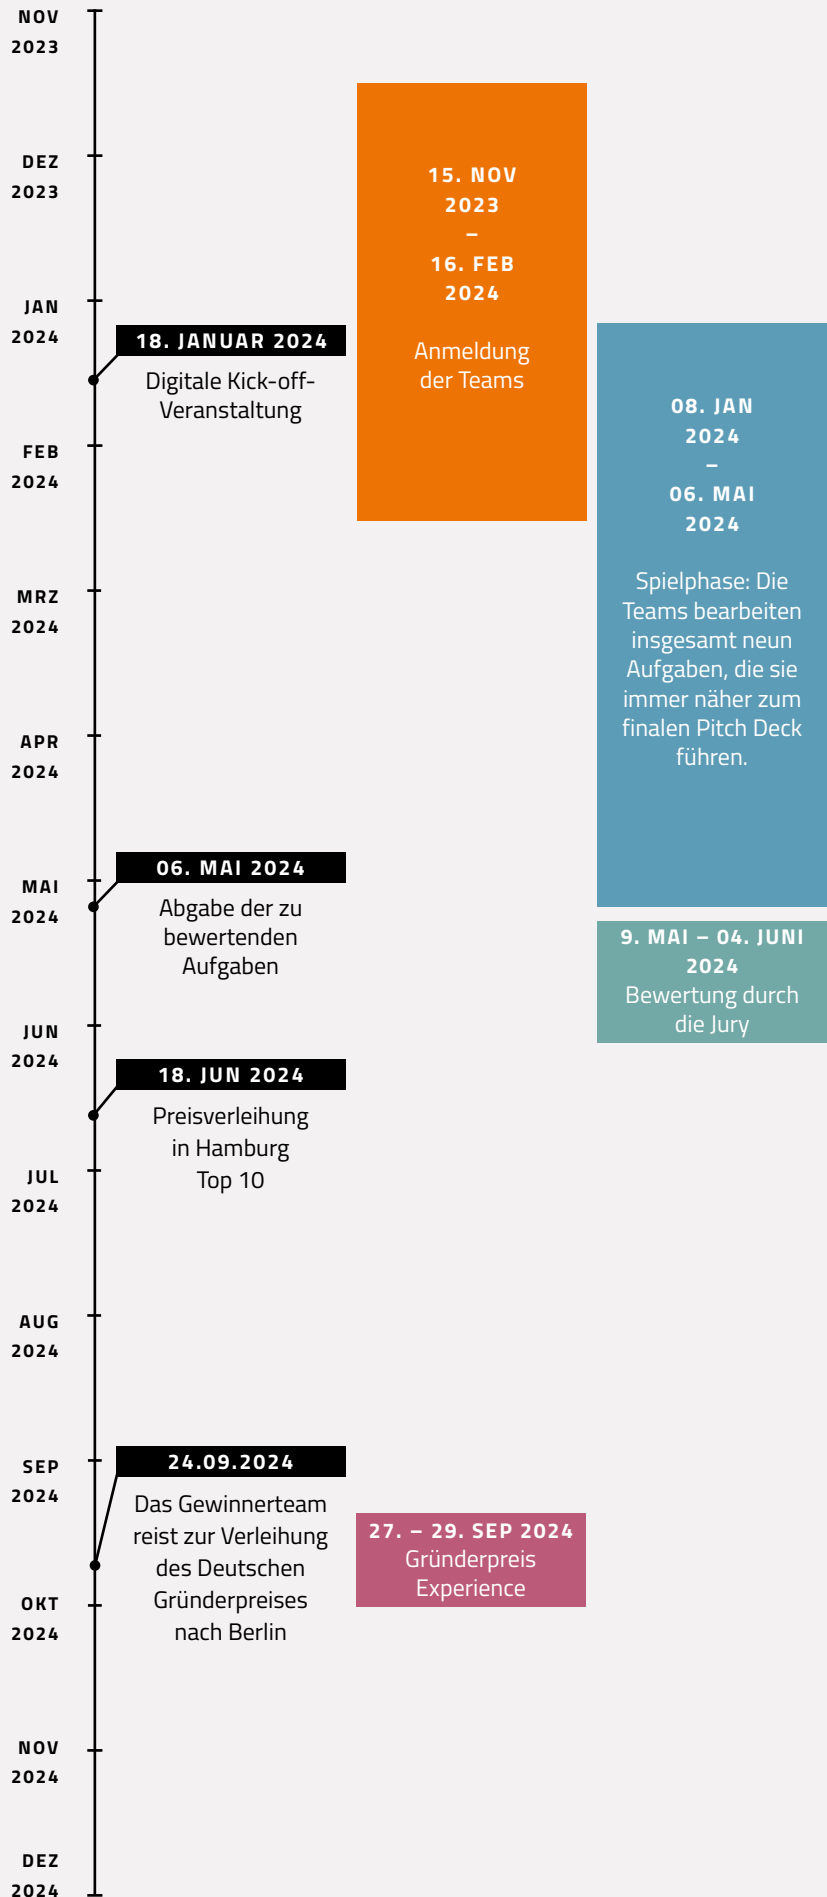 NOV
2023
DEZ
2023
JAN
2024
FEB
2024
MRZ
2024
APR
2024
MAI
2024
JUN
2024
JUL
2024
AUG
2024
SEP
2024
OKT
2024
NOV
2024
DEZ
2024
18. JANUAR 2024
Digitale Kick-off-
Veranstaltung
06. MAI 2024
Abgabe der zu
bewertenden
Aufgaben
18. JUN 2024
Preisverleihung
in Hamburg
Top 10
24.09.2024
Das Gewinnerteam
reist zur Verleihung
des Deutschen
Gründerpreises
nach Berlin
15. NOV
2023
–
16. FEB
2024
Anmeldung
der Teams
27. – 29. SEP 2024
Gründerpreis
Experience
08. JAN
2024
–
06. MAI
2024
Spielphase: Die
Teams bearbeiten
insgesamt neun
Aufgaben, die sie
immer näher zum
finalen Pitch Deck
führen.
9. MAI – 04. JUNI
2024
Bewertung durch
die Jury